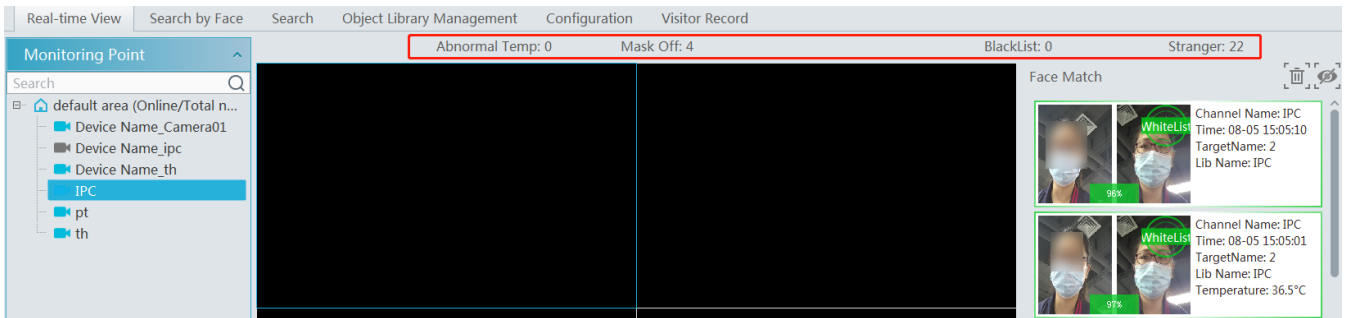 Real-time View Search by Face Search Object Library Management Configuration Visitor Record
Monitoring Point
Abnormal Temp: 0 Mask Off: 4 BlackList: 0 Stranger: 22
Search
Face Match
default area (Online/Total n...
Device Name_Camera01
Device Name_ipc
Device Name_th
IPC
pt
th
WhiteList
96%
Channel Name: IPC
Time: 08-05 15:05:10
TargetName: 2
Lib Name: IPC
WhiteList
97%
Channel Name: IPC
Time: 08-05 15:05:01
TargetName: 2
Lib Name: IPC
Temperature: 36.5°C